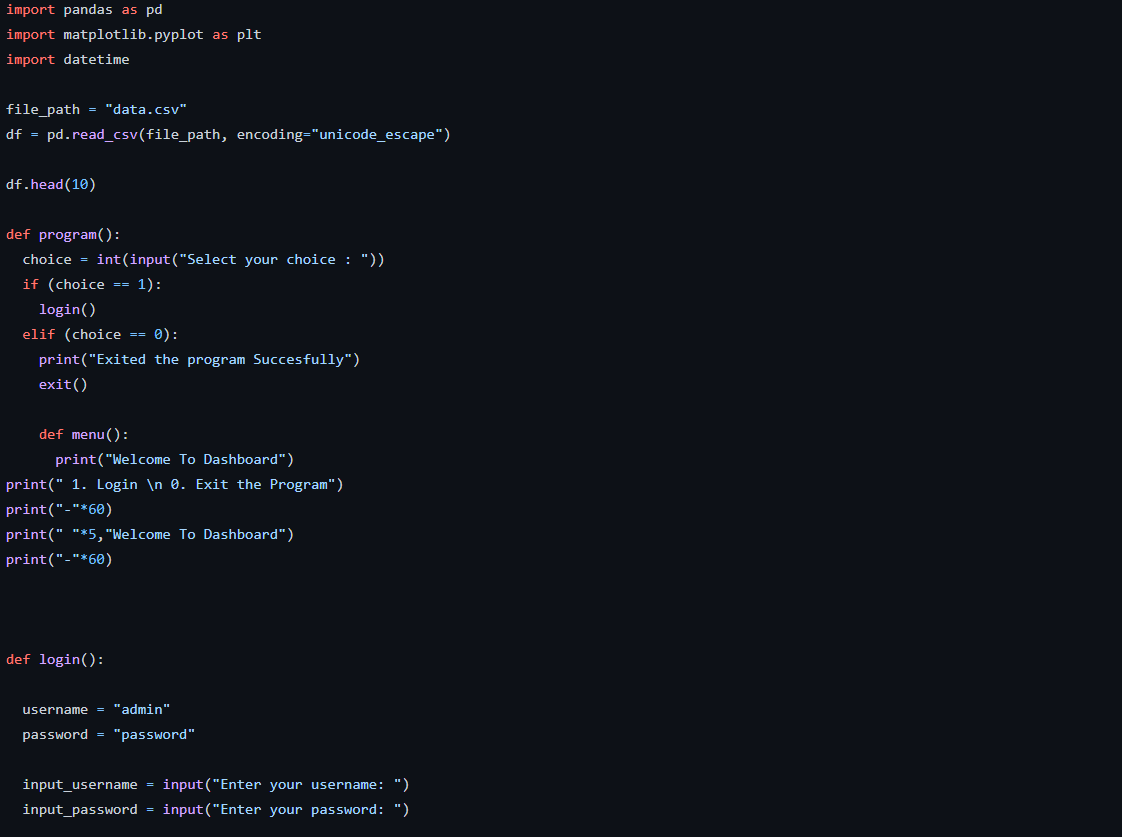 import pandas as pd
import matplotlib.pyplot as plt
import datetime
file_path = "data.csv"
df = pd.read_csv(file_path, encoding="unicode_escape")
df.head(10)
def program():
  choice = int(input("Select your choice : "))
  if (choice == 1):
    login()
  elif (choice == 0):
    print("Exited the program Succesfully")
    exit()
    def menu():
      print("Welcome To Dashboard")
print(" 1. Login \n 0. Exit the Program")
print("-"*60)
print(" "*5,"Welcome To Dashboard")
print("-"*60)
def login():
  username = "admin"
  password = "password"
  input_username = input("Enter your username: ")
  input_password = input("Enter your password: ")